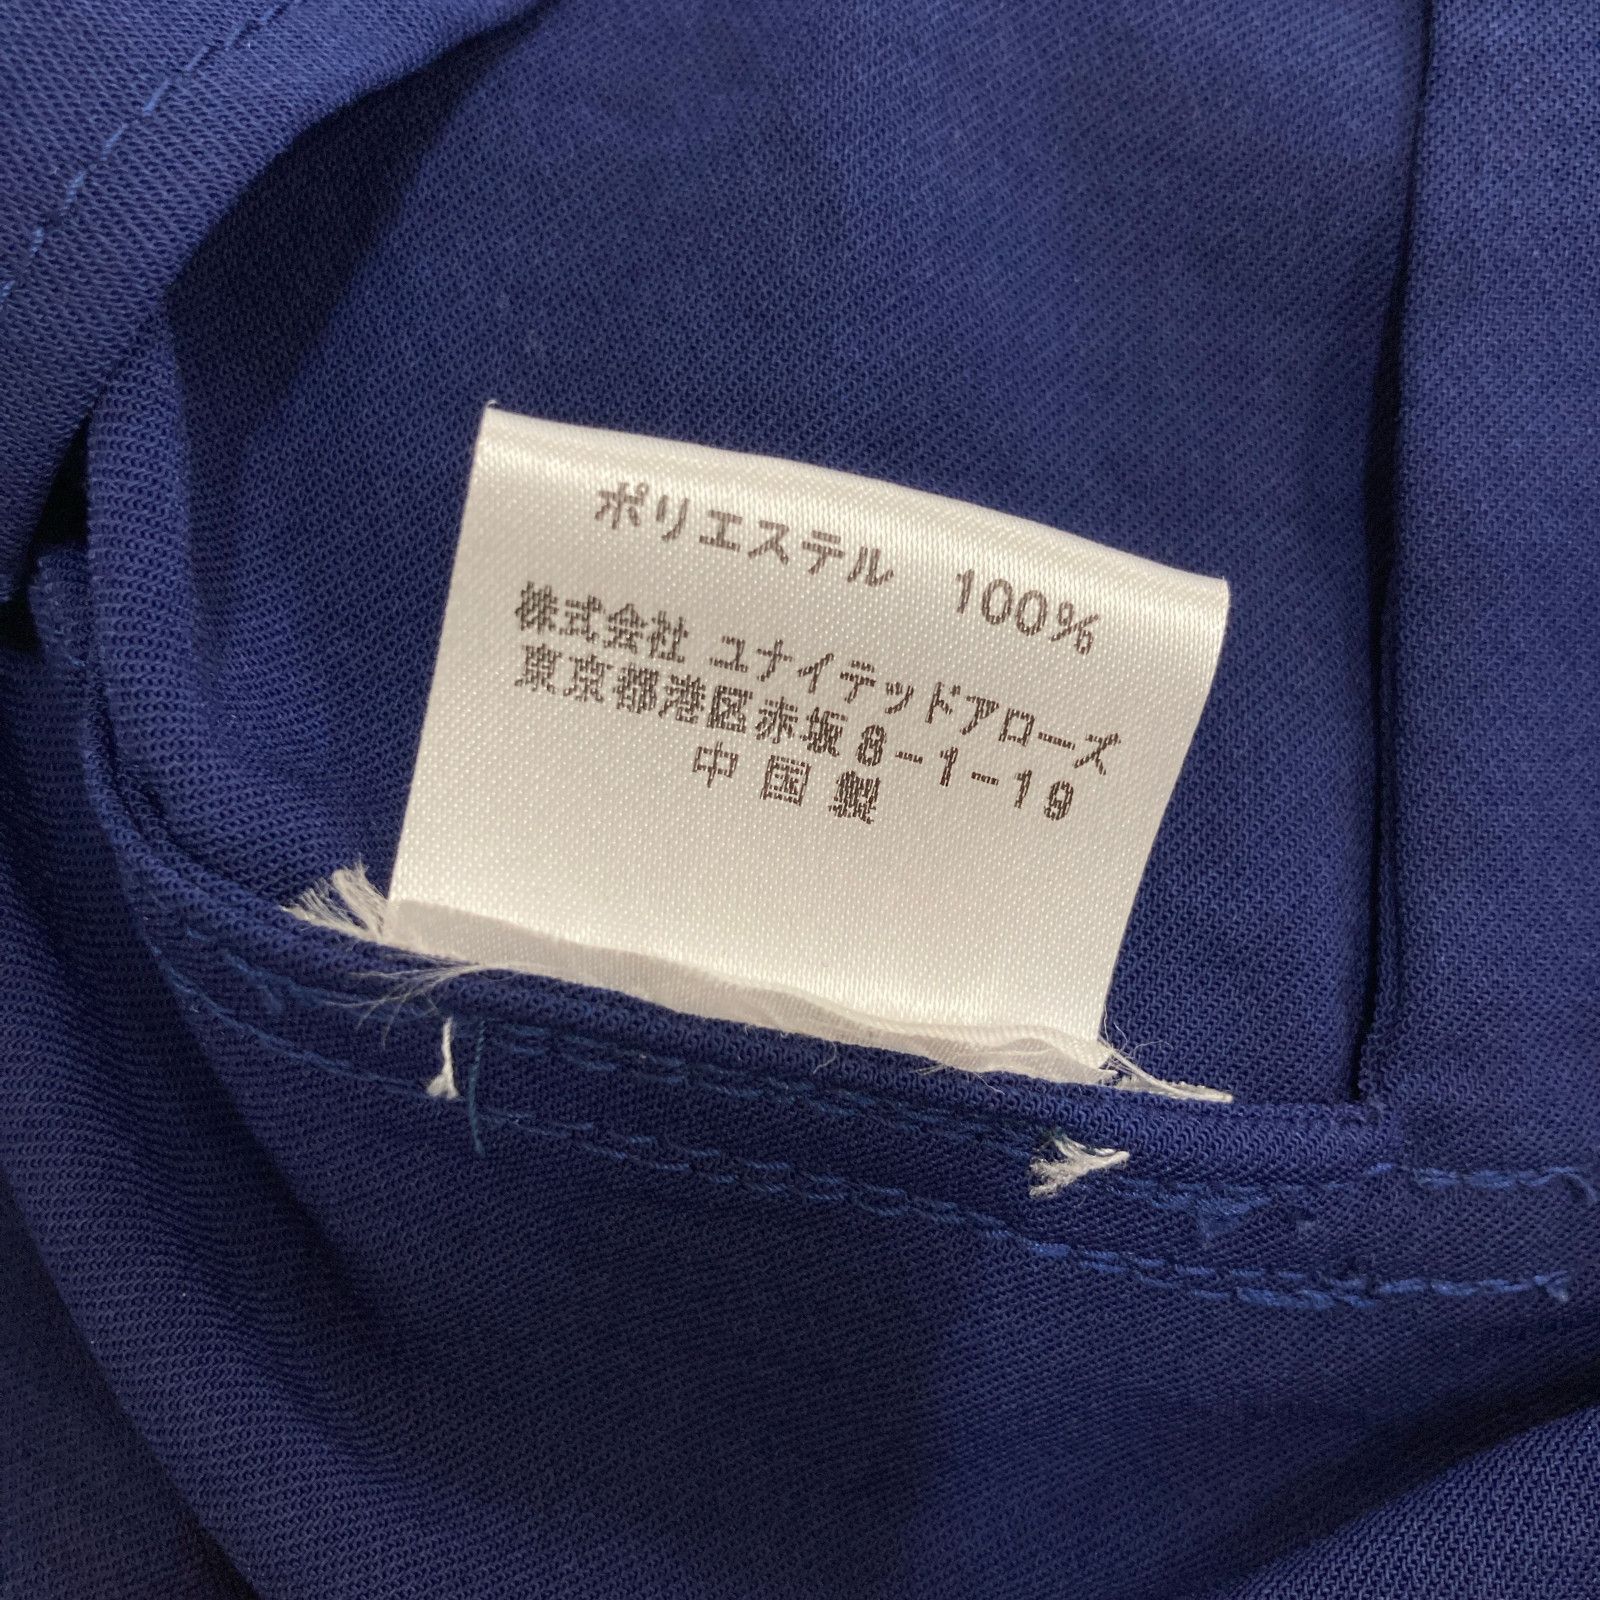 ポリエステル 100%
株式会社 ユナイテッドアローズ
東京都港区赤坂8-1-19
中国製